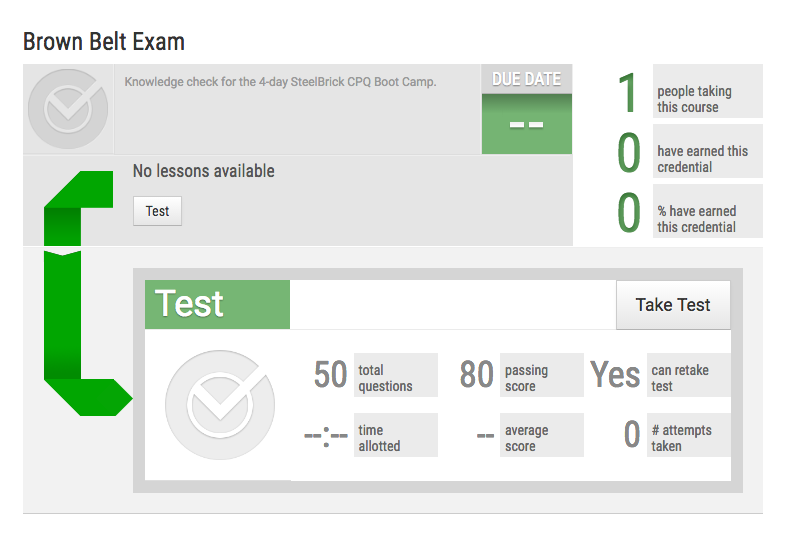 Brown Belt Exam
Knowledge check for the 4-day SteelBrick CPQ Boot Camp.
DUE DATE
--
1
people taking
this course
0
have earned this
credential
0
% have earned
this credential
No lessons available
Test
Test
Take Test
50
total
questions
80
passing
score
Yes
can retake
test
--:--
time
allotted
--
average
score
0
# attempts
taken